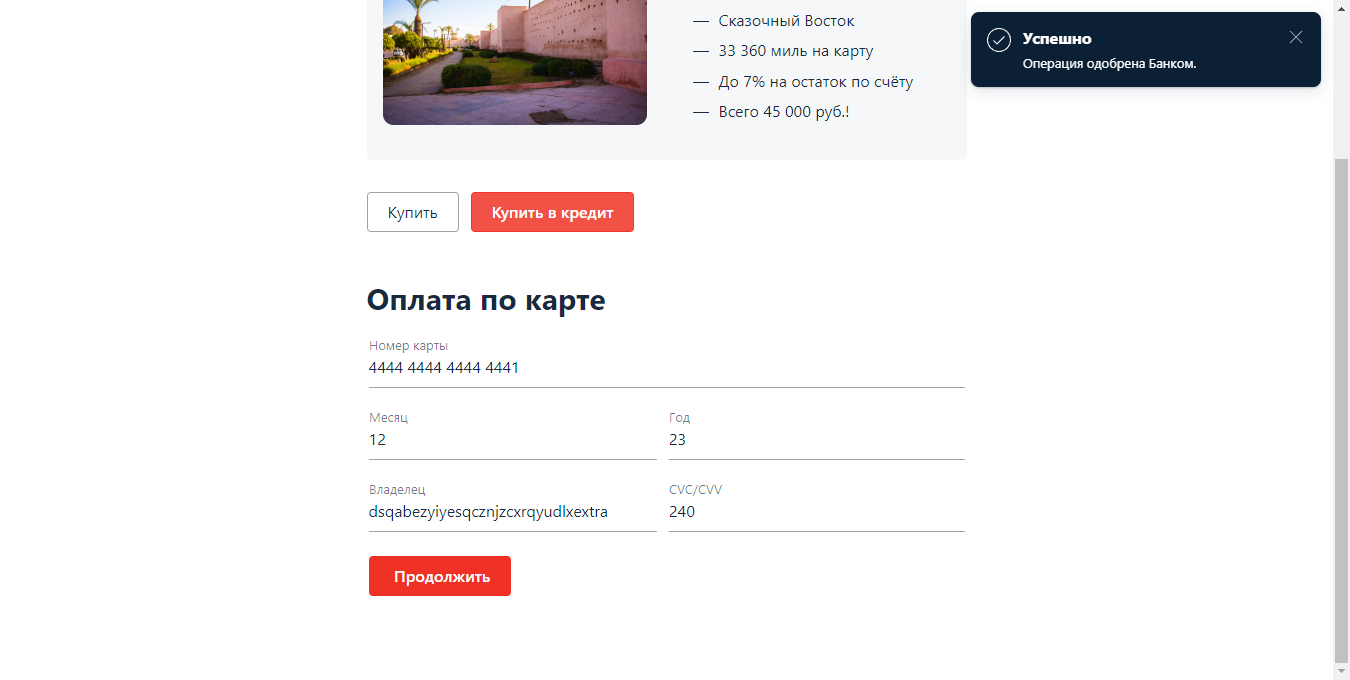 — Сказочный Восток
— 33 360 миль на карту
— До 7% на остаток по счёту
— Всего 45 000 руб.!
Успешно
Операция одобрена Банком.
Купить
Купить в кредит
Оплата по карте
Номер карты
4444 4444 4444 4441
Месяц
Год
12
23
Владелец
CVC/CVV
dsqabezyiyesqcznjzcxrqyudlxextra
240
Продолжить